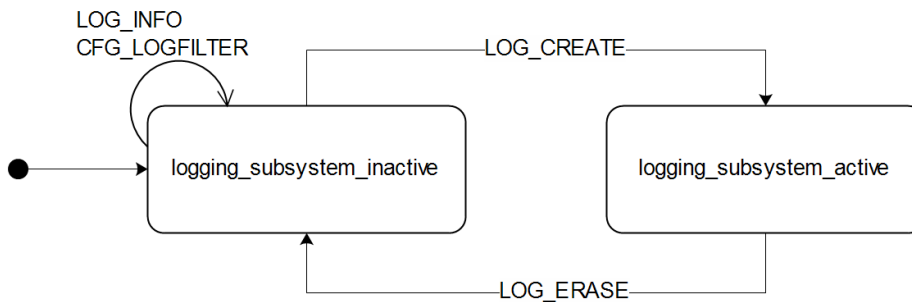 LOG_INFO
CFG_LOGFILTER
LOG_CREATE
logging_subsystem_inactive
logging_subsystem_active
LOG_ERASE